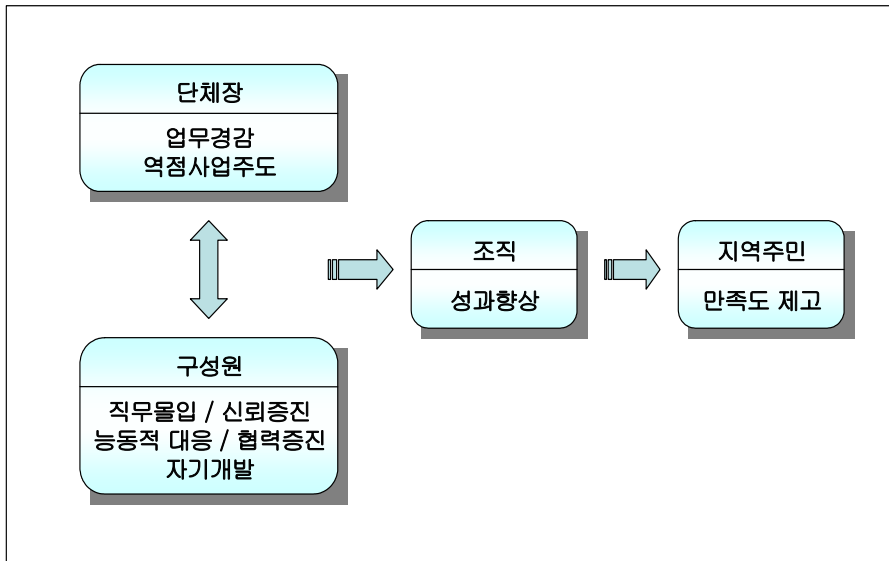 단체장
업무경감
역점사업주도
구성원
직무몰입 / 신뢰증진
능동적 대응 / 협력증진
자기개발
조직
성과향상
지역주민
만족도 제고